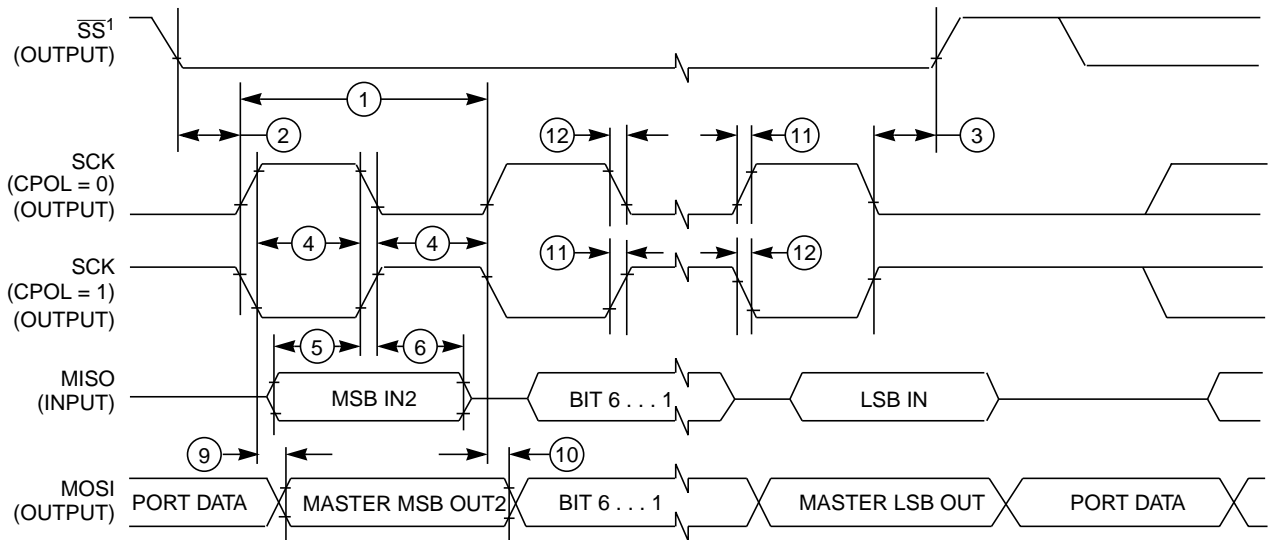 SS1
(OUTPUT)
1
2
12
11
3
SCK
(CPOL = 0)
(OUTPUT)
4
4
SCK
(CPOL = 1)
(OUTPUT)
11
12
5
6
MISO
(INPUT)
MSB IN2
BIT 6 . . . 1
LSB IN
9
10
MOSI
(OUTPUT)
PORT DATA
MASTER MSB OUT2
BIT 6 . . . 1
MASTER LSB OUT
PORT DATA